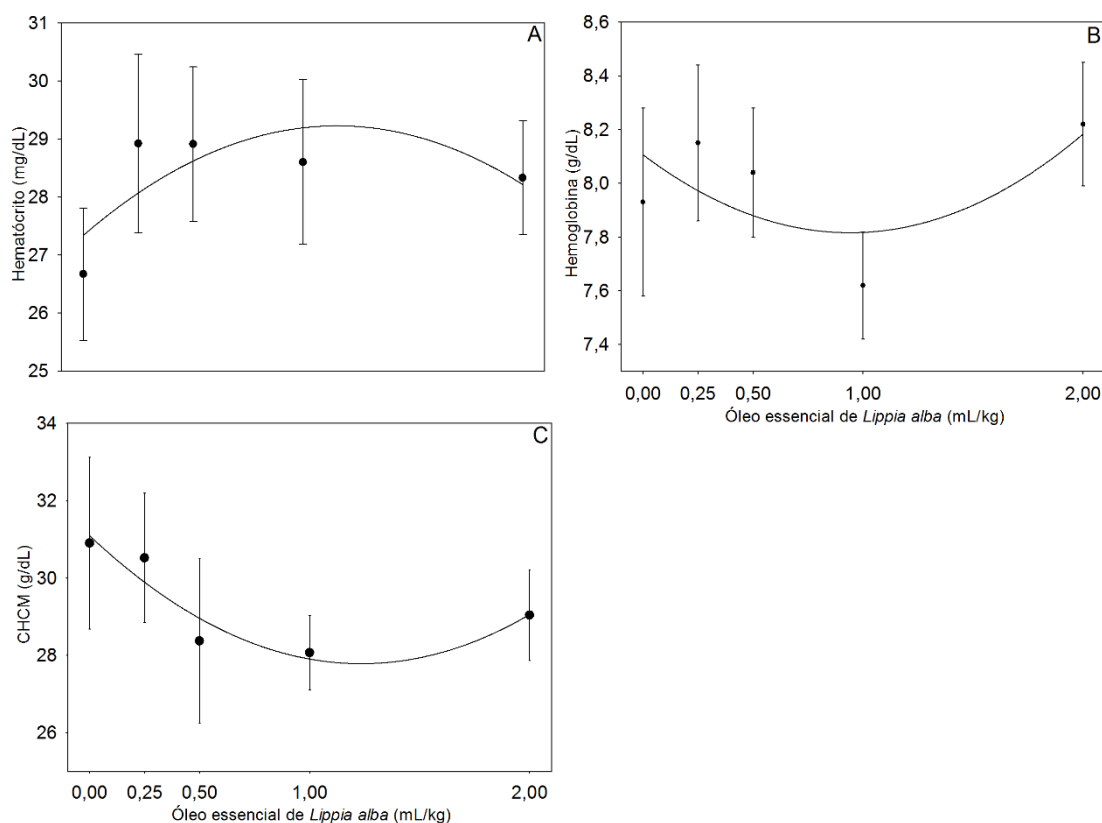 A
Hematócrito (mg/dL)
31
30
29
28
27
26
25
B
Hemoglobina (g/dL)
8,6
8,4
8,2
8,0
7,8
7,6
7,4
0,00 0,25 0,50 1,00 2,00
Óleo essencial de Lippia alba (mL/kg)
C
CHCM (g/dL)
34
32
30
28
26
0,00 0,25 0,50 1,00 2,00
Óleo essencial de Lippia alba (mL/kg)